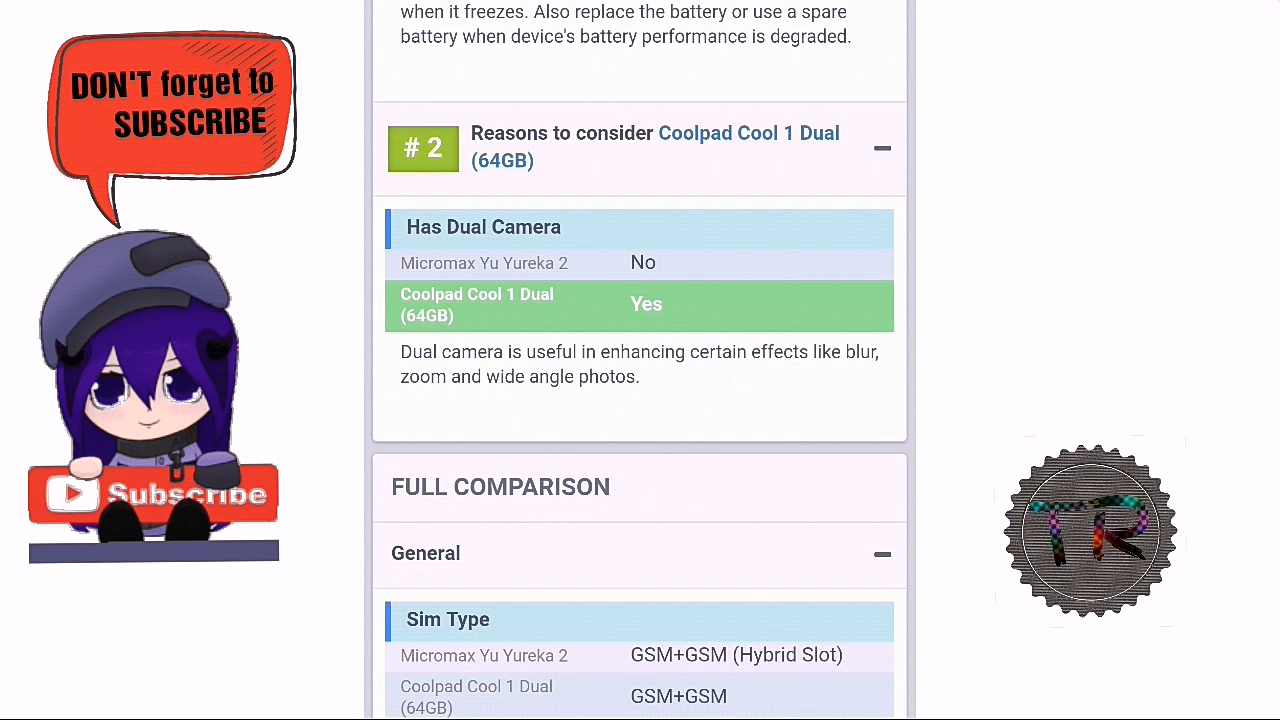 DON'T forget to
SUBSCRIBE
Subscribe
when it freezes. Also replace the battery or use a spare
battery when device's battery performance is degraded.
# 2
Reasons to consider Coolpad Cool 1 Dual
(64GB)
Has Dual Camera
Micromax Yu Yureka 2 No
Coolpad Cool 1 Dual
(64GB) Yes
Dual camera is useful in enhancing certain effects like blur,
zoom and wide angle photos.
FULL COMPARISON
General
Sim Type
Micromax Yu Yureka 2 GSM+GSM (Hybrid Slot)
Coolpad Cool 1 Dual
(64GB) GSM+GSM
TR